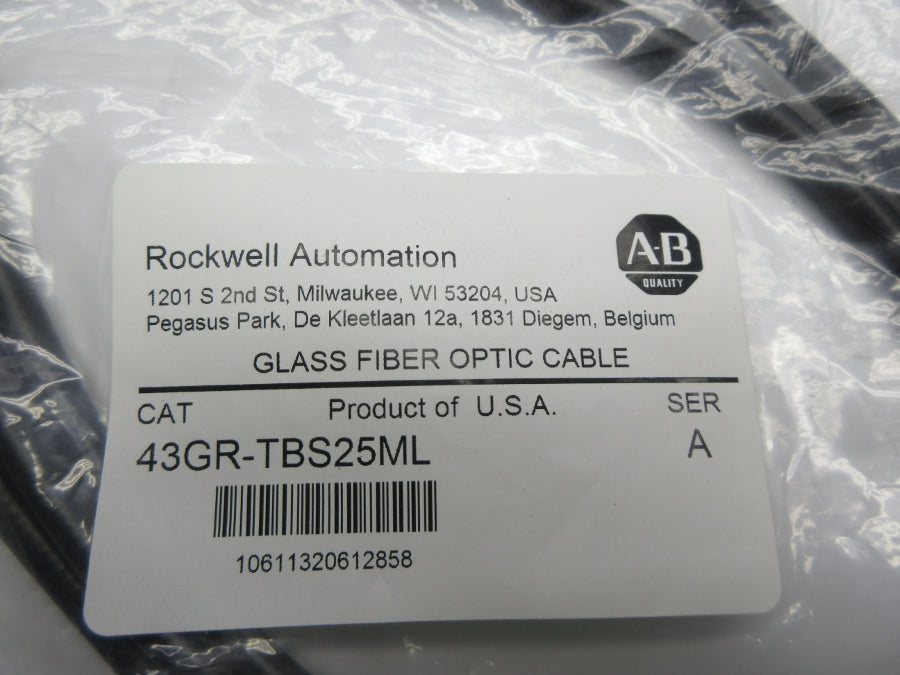 Rockwell Automation
A-B
QUALITY
1201 S 2nd St, Milwaukee, WI 53204, USA
Pegasus Park, De Kleetlaan 12a, 1831 Diegem, Belgium
GLASS FIBER OPTIC CABLE
CAT Product of U.S.A. SER
43GR-TBS25ML A
10611320612858